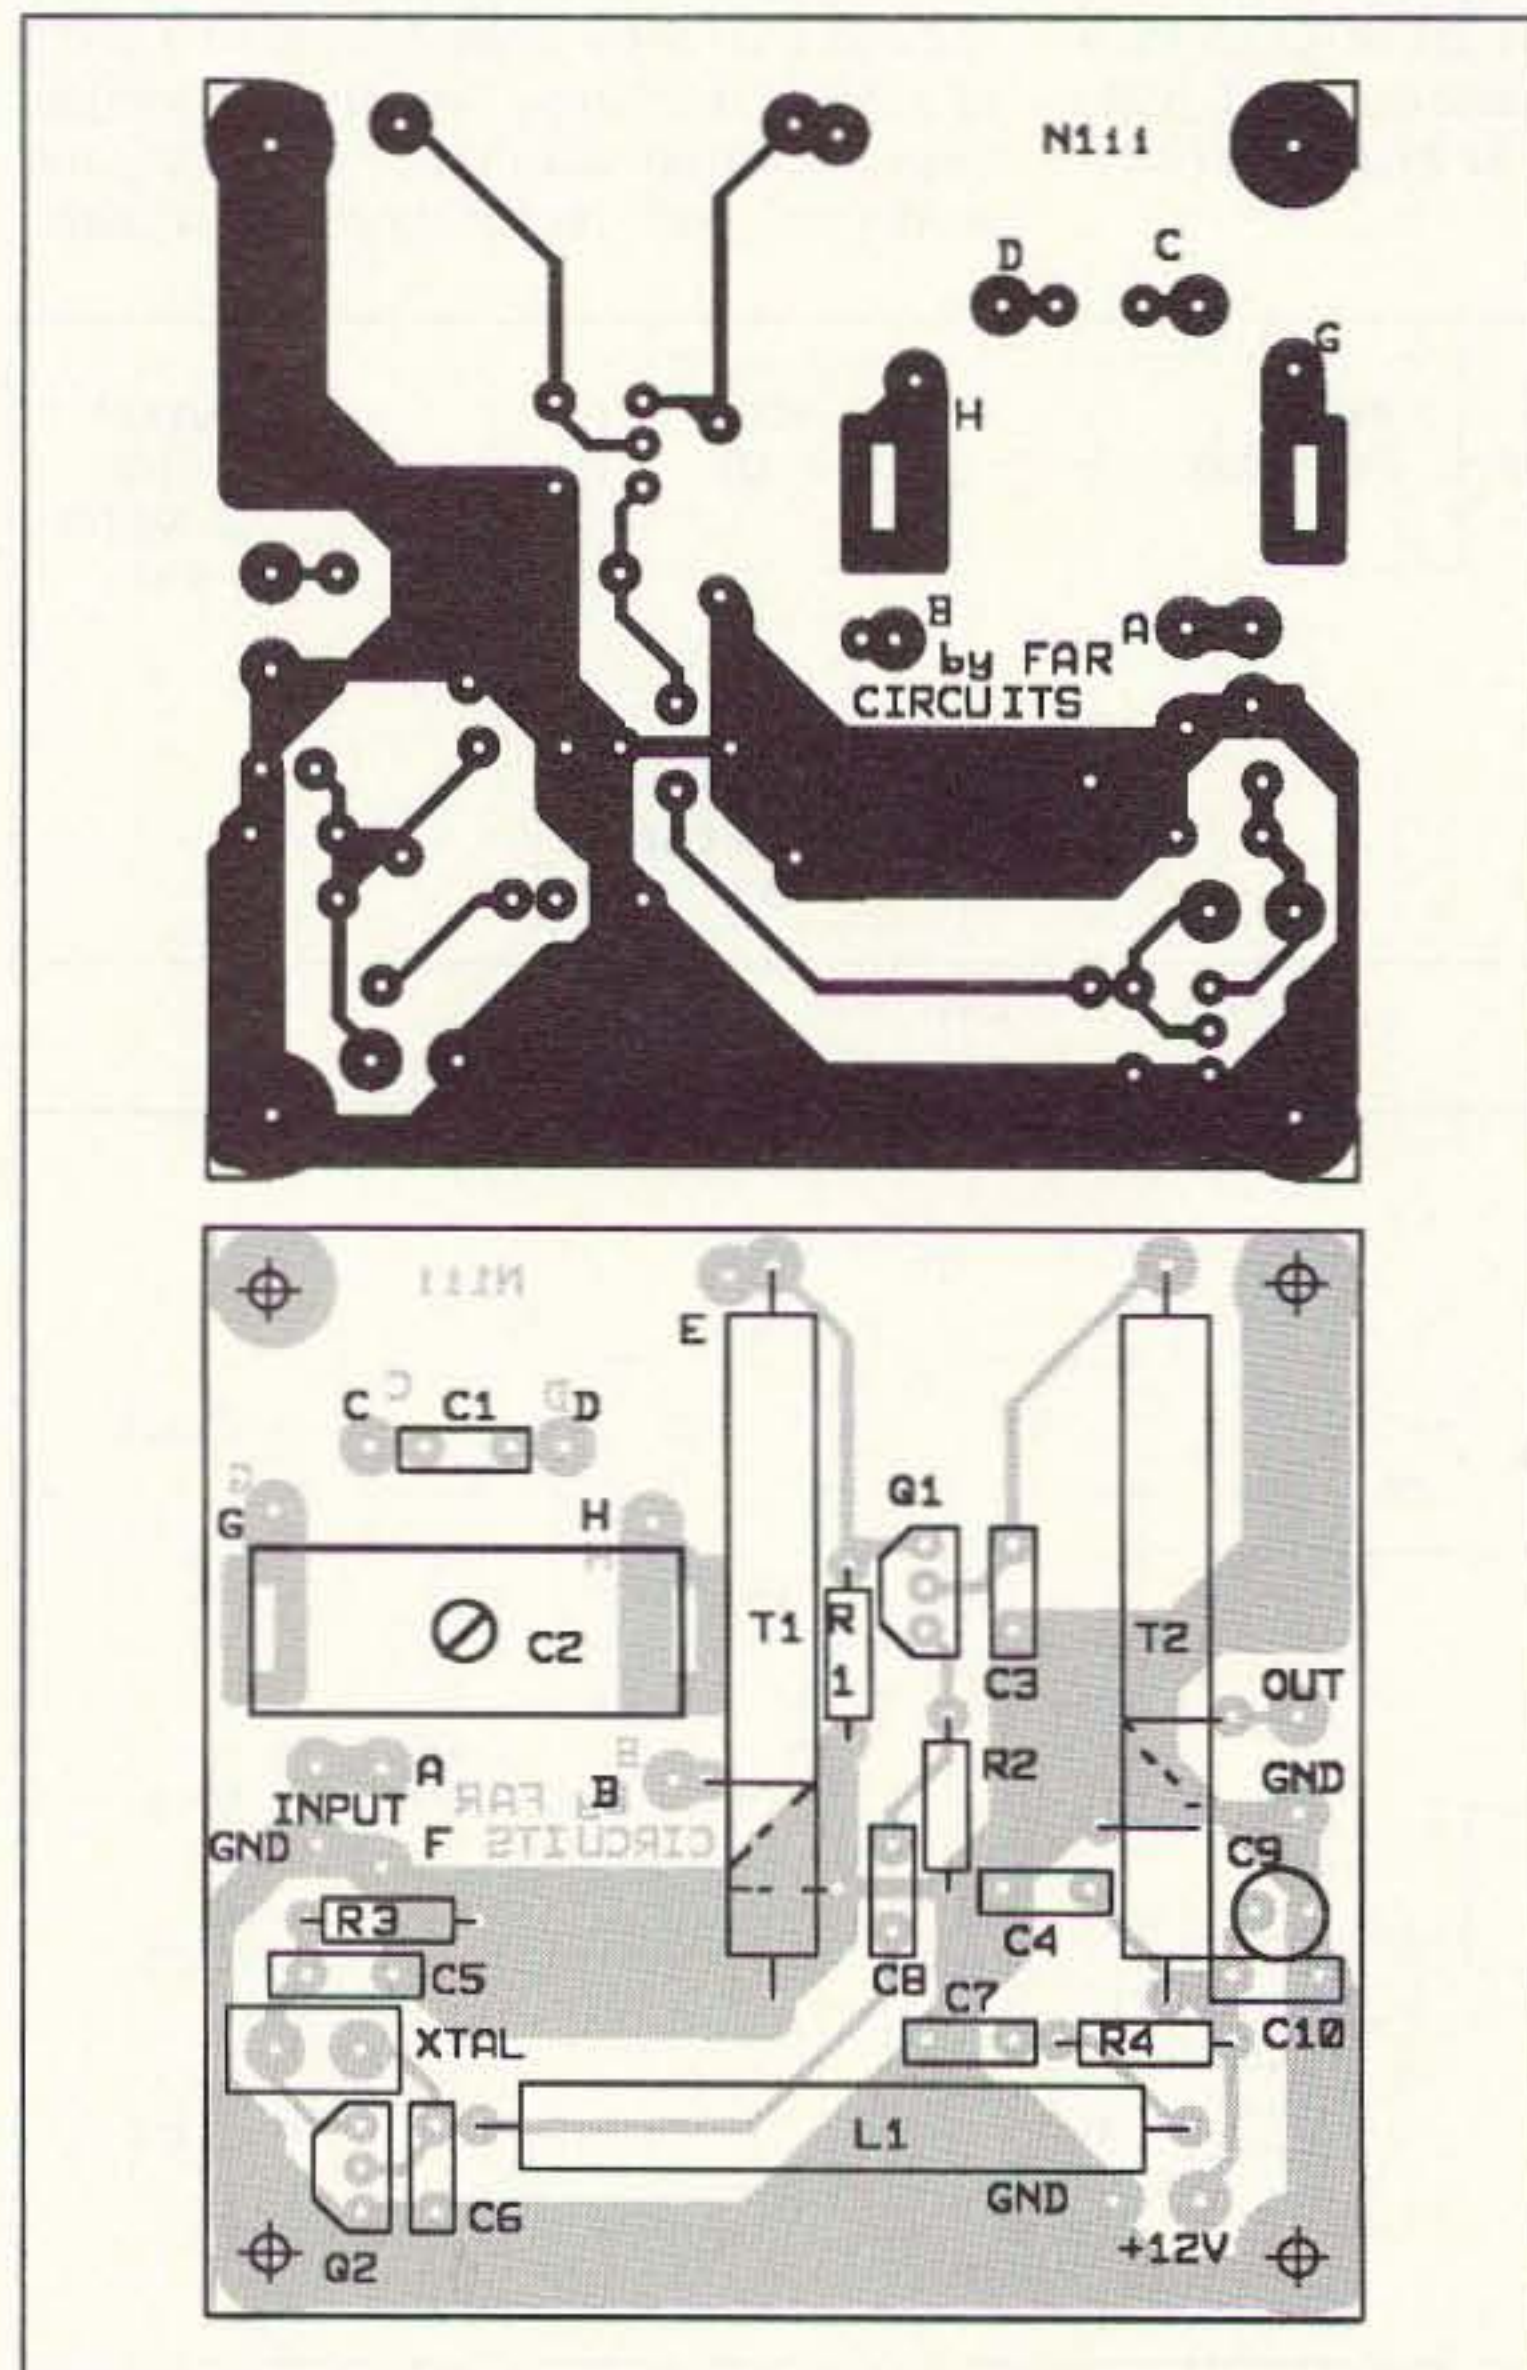 N111
D C
G
H
B
A
by FAR
CIRCUITS
N111
E
C C C1 D D
Q1
G
G H
H
T1 R T2
C2
1 C3 OUT
B
A R2 GND
B
INPUT by FAR
GND F CIRCUITS
C9
R3
C4
C5 C8
C7
XTAL R4 C10
L1
GND
C6
+12V
Q2